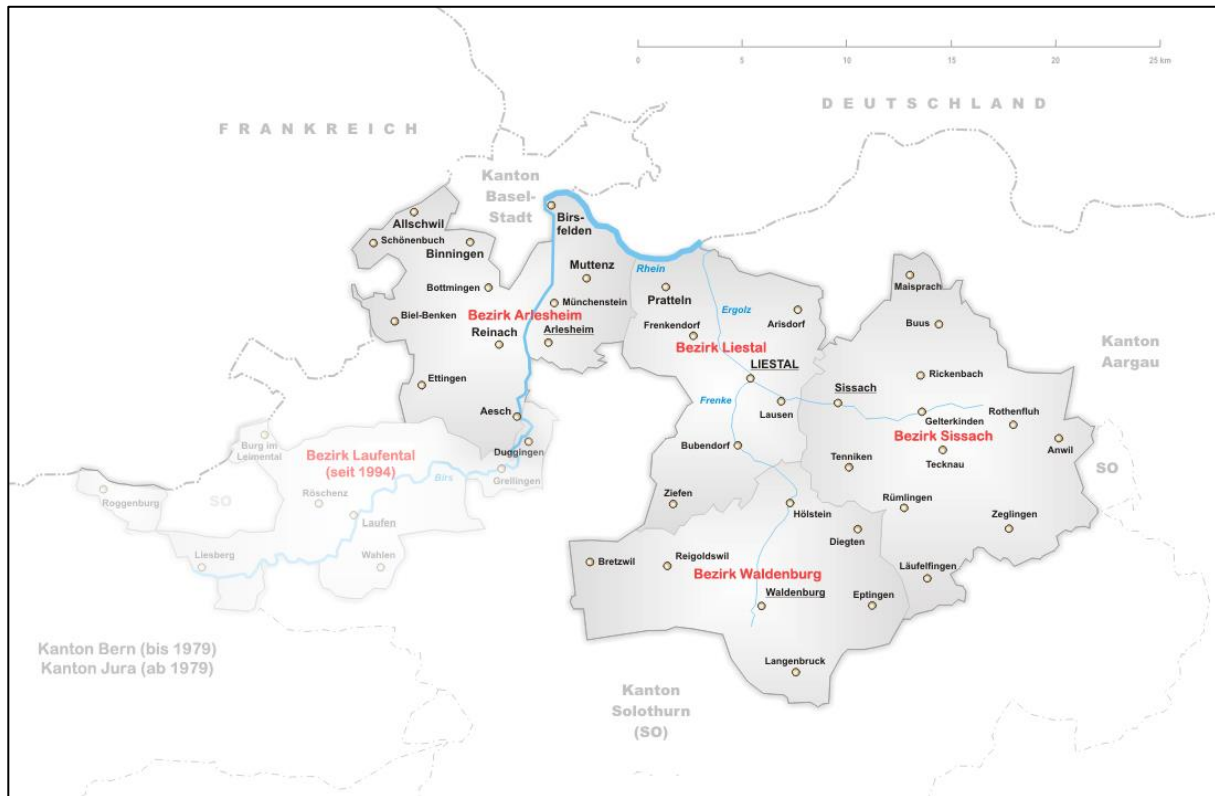 0 5 10 15 20 25 km
DEUTSCHLAND
FRANKREICH
Kanton
Basel-
Stadt
Birs-
felden
Allschwil
Schönenbuch
Binningen
Muttenz
Rhein
Maisprach
Bottmingen
Pratteln
Münchenstein
Ergolz
Biel-Benken
Bezirk Arlesheim
Arisdorf
Buus
Reinach
Arlesheim
Frenkendorf
Bezirk Liestal
Kanton
Aargau
LIESTAL
Rickenbach
Ettingen
Sissach
Frenke
Lausen
Rothenfluh
Aesch
Gelterkinden
Bezirk Sissach
Bubendorf
Anwil
Burg im
Leimental
Bezirk Laufental
(seit 1994)
Duggingen
Tenniken
Tecknau
SO
Grellingen
Birs
Roggenburg
SO
Röschenz
Ziefen
Rümlingen
Laufen
Hölstein
Zeglingen
Diegten
Liesberg
Wahlen
Bretzwil
Reigoldswil
Läufelfingen
Bezirk Waldenburg
Waldenburg
Eptingen
Kanton Bern (bis 1979)
Kanton Jura (ab 1979)
Langenbruck
Kanton
Solothurn
(SO)